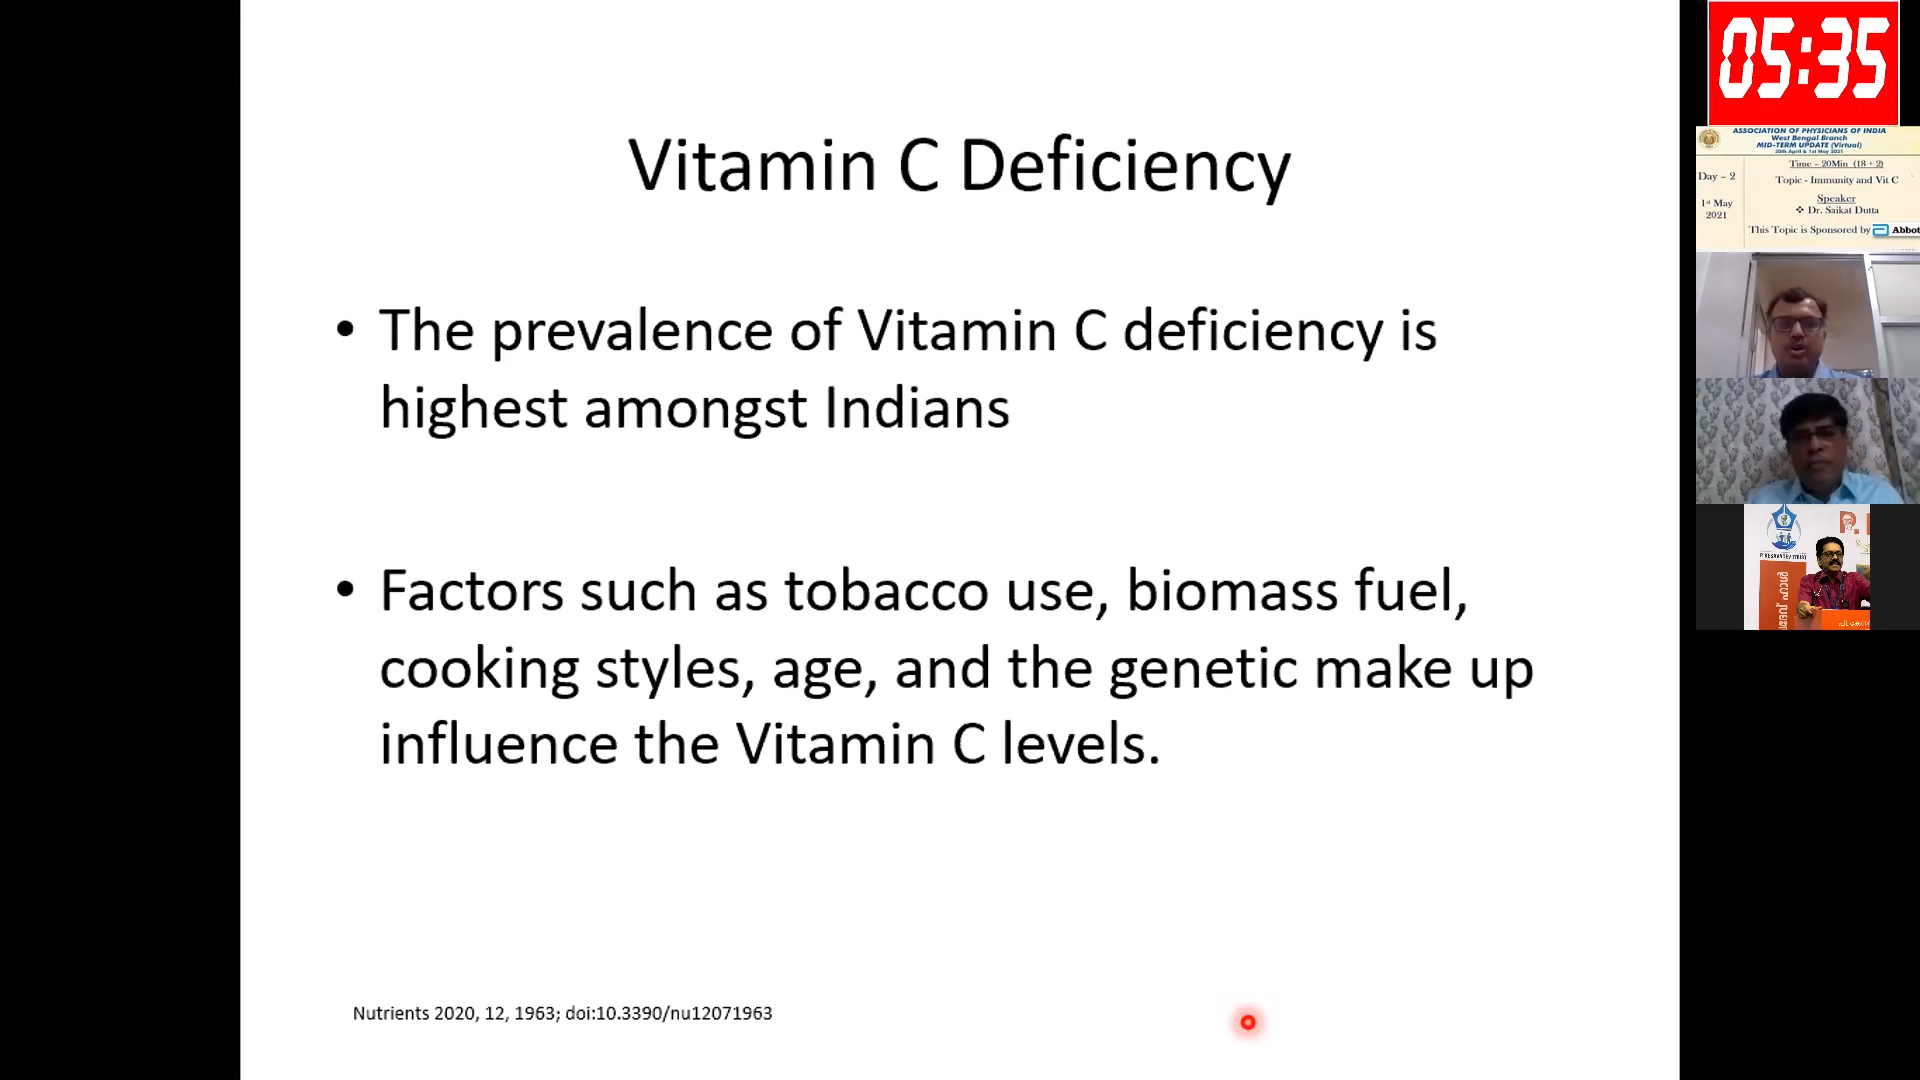 Vitamin C Deficiency
• The prevalence of Vitamin C deficiency is
highest amongst Indians
• Factors such as tobacco use, biomass fuel,
cooking styles, age, and the genetic make up
influence the Vitamin C levels.
Nutrients 2020, 12, 1963; doi:10.3390/nu12071963
05:35
ASSOCIATION OF PHYSICIANS OF INDIA
West Bengal Branch
MID-TERM UPDATE (Virtual)
30th April & 1st May 2021
Time – 20Min (18 + 2)
Day – 2
Topic - Immunity and Vit C
1st May
2021
Speaker
❖ Dr. Saikat Dutta
This Topic is Sponsored by Abbot
P. KESAVADEV TRUST